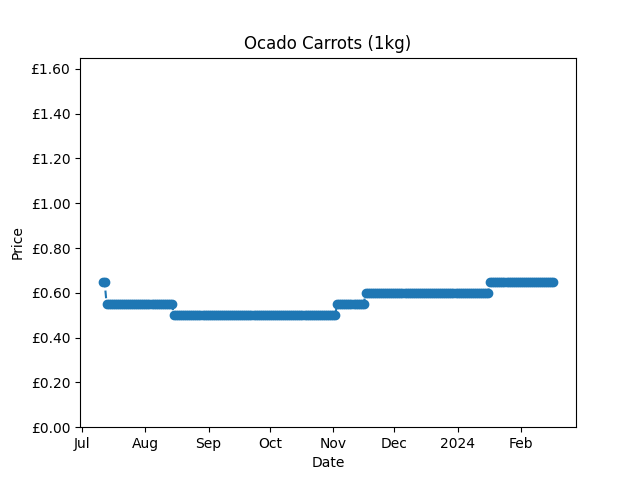 Ocado Carrots (1kg)
£1.60
£1.40
£1.20
£1.00
£0.80
£0.60
£0.40
£0.20
£0.00
Price
Jul Aug Sep Oct Nov Dec 2024 Feb
Date